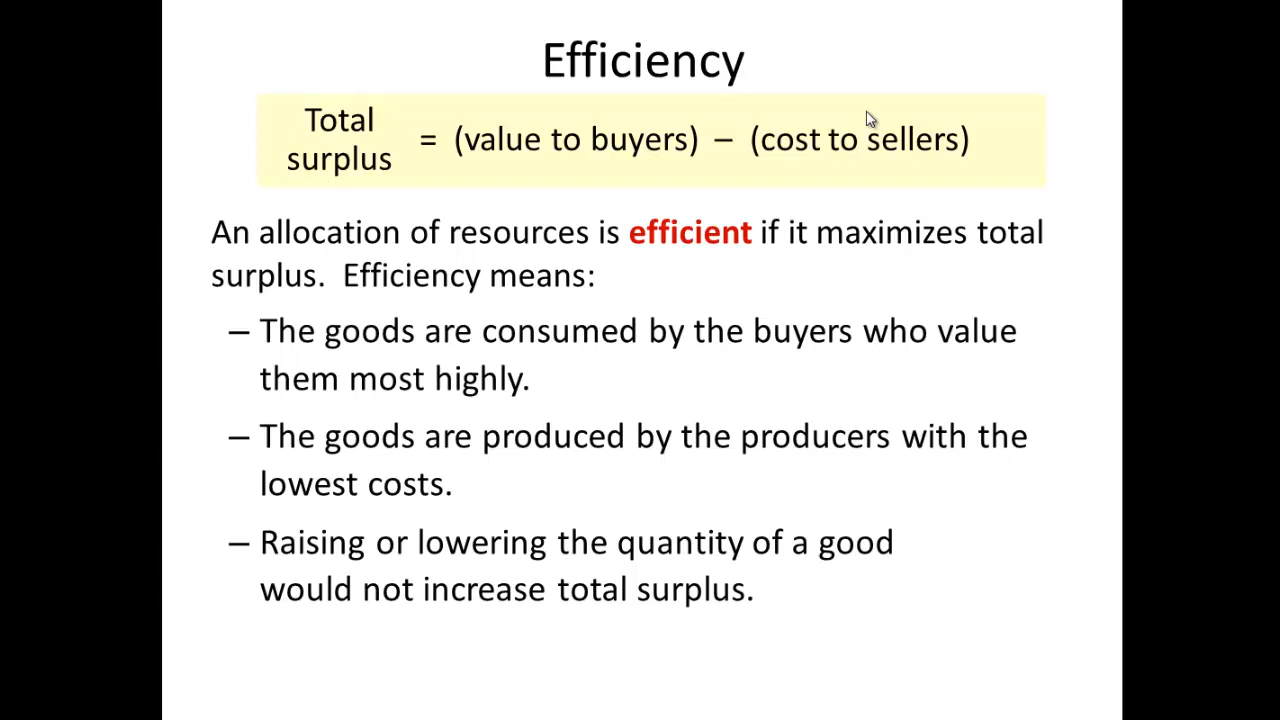 Efficiency
Total
surplus
= (value to buyers) – (cost to sellers)
An allocation of resources is efficient if it maximizes total
surplus. Efficiency means:
– The goods are consumed by the buyers who value
them most highly.
– The goods are produced by the producers with the
lowest costs.
– Raising or lowering the quantity of a good
would not increase total surplus.